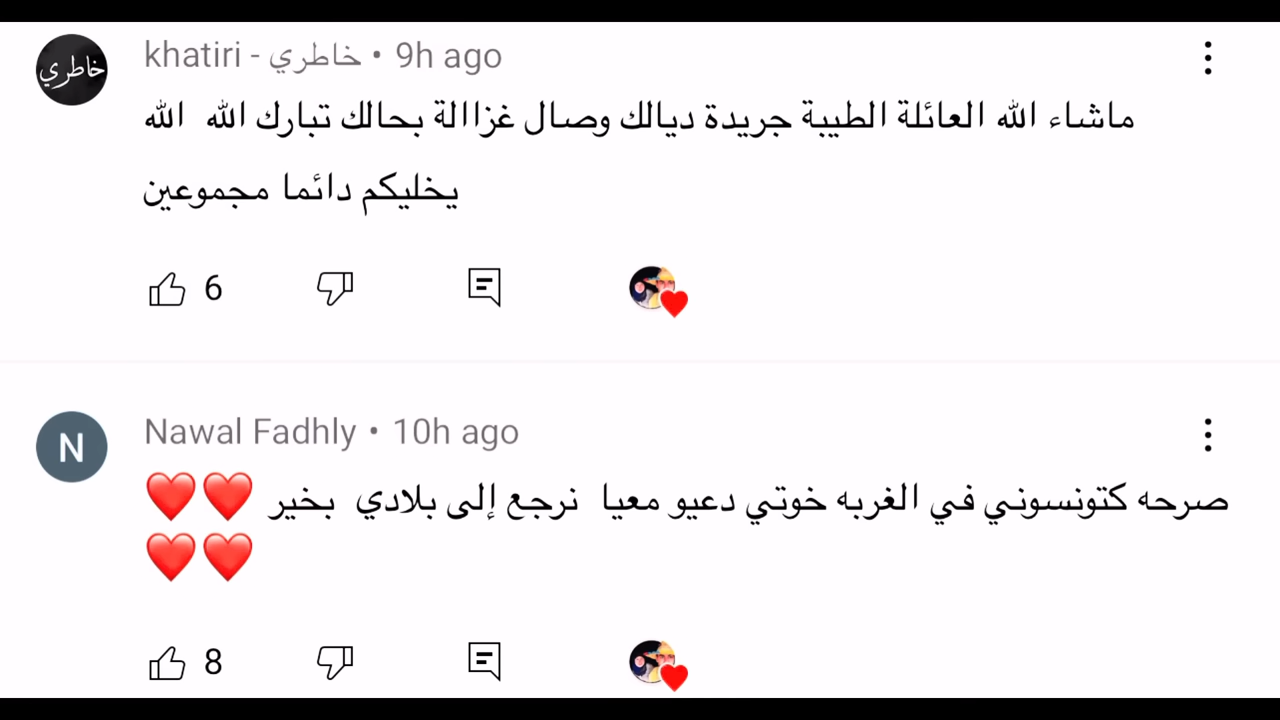 خاطري
khatiri - خاطري • 9h ago
ماشاء الله العائلة الطيبة جريدة ديالك وصال غزاالة بحالك تبارك الله الله
يخليكم دائما مجموعين
6
N
Nawal Fadhly • 10h ago
صرحه كتونسوني في الغربه خوتي دعيو معيا نرجع إلى بلادي بخير ❤️❤️
❤️❤️
8